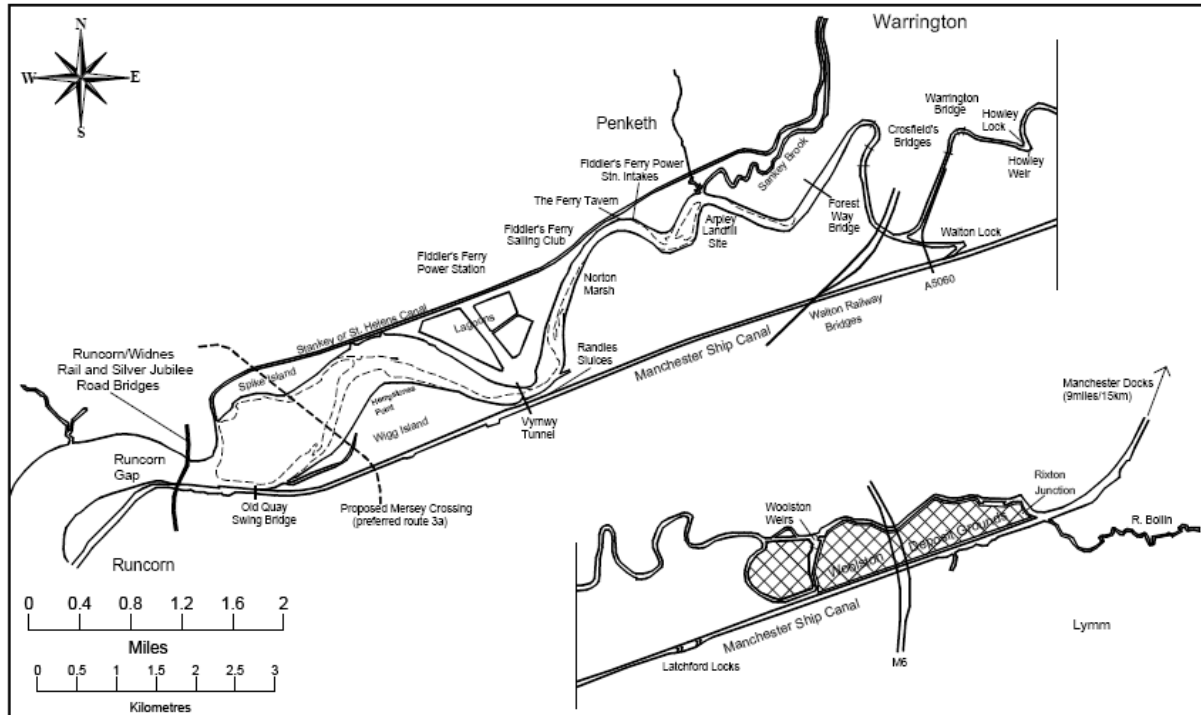 N
W
E
S
Warrington
Penketh
Warrington
Bridge
Howley
Lock
Crosfield's
Bridges
Howley
Weir
Fiddler's Ferry Power
Stn. Intakes
Sankey Brook
The Ferry Tavern
Forest
Way
Bridge
Arpley
Landfill
Site
Fiddler's Ferry
Sailing Club
Walton Lock
Fiddler's Ferry
Power Station
Norton
Marsh
A5060
Lagoons
Walton Railway
Bridges
Stankey or St. Helens Canal
Manchester Ship Canal
Randles
Sluices
Runcorn/Widnes
Rail and Silver Jubilee
Road Bridges
Spike Island
Point
Wigg Island
Vyrnwy
Tunnel
Manchester Docks
(9miles/15km)
Runcorn
Gap
Old Quay
Swing Bridge
Proposed Mersey Crossing
(preferred route 3a)
Rixton
Junction
Woolston
Weirs
R. Bollin
Woolston Deposit Grounds
Runcorn
0 0.4 0.8 1.2 1.6 2
Miles
Manchester Ship Canal
Lymm
Latchford Locks
M6
0 0.5 1 1.5 2 2.5 3
Kilometres